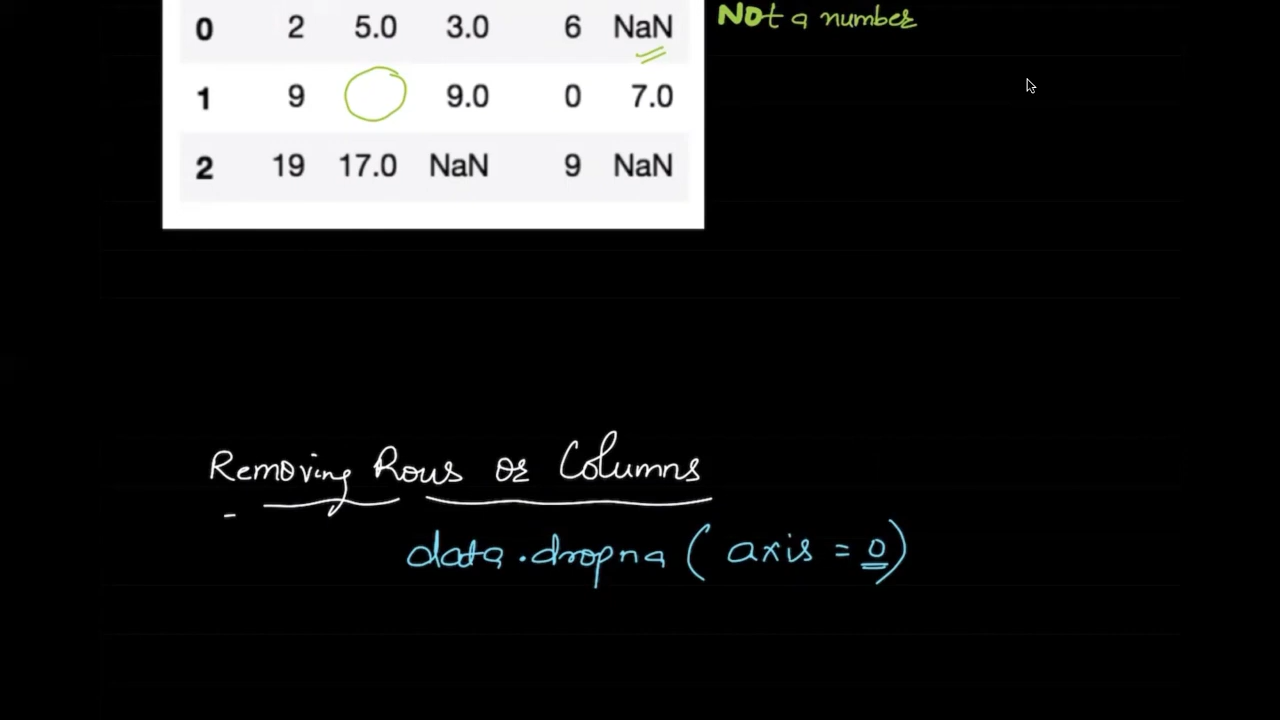 0 2 5.0 3.0 6 NaN
NOt a number
1 9 9.0 0 7.0
2 19 17.0 NaN 9 NaN
Removing Rows or Columns
data.dropna ( axis = 0 )